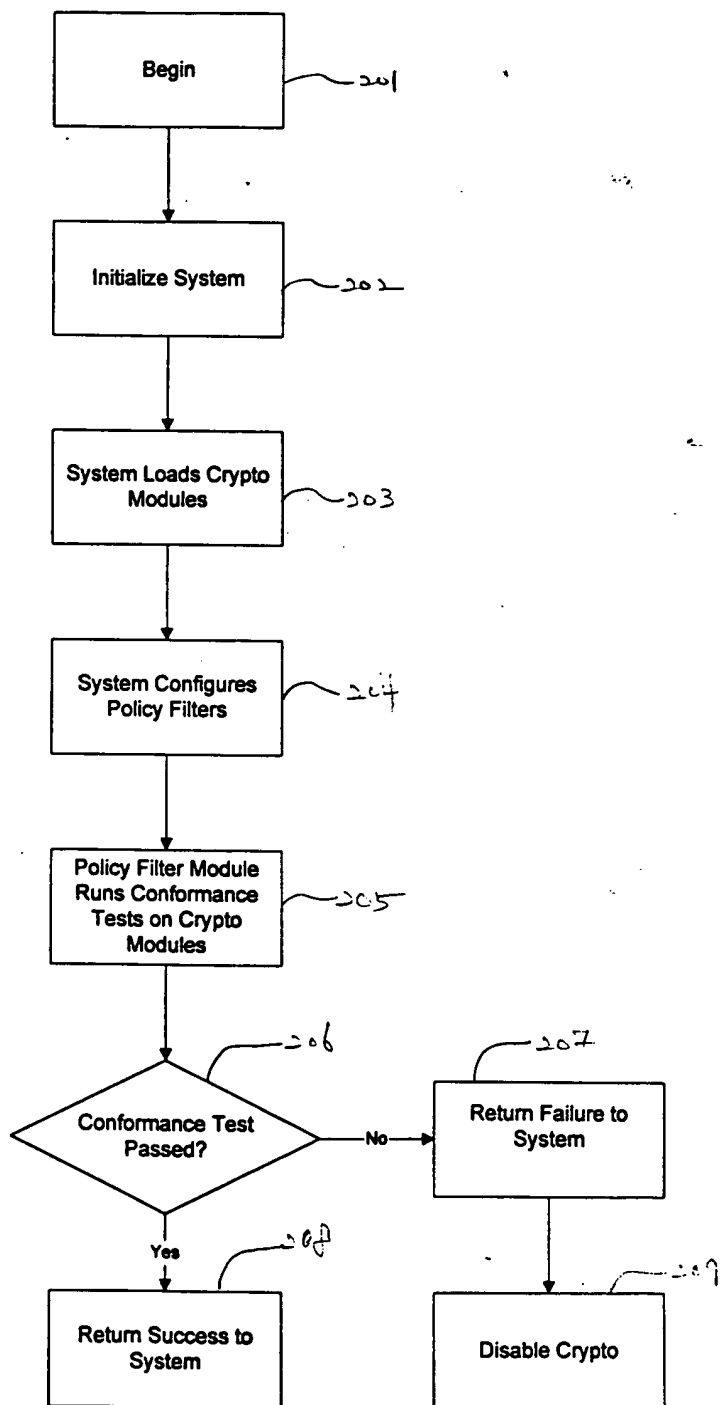 Begin
201
Initialize System
202
System Loads Crypto
Modules
203
System Configures
Policy Filters
204
Policy Filter Module
Runs Conformance
Tests on Crypto
Modules
205
206
Conformance Test
Passed?
No
207
Return Failure to
System
Yes
208
Return Success to
System
209
Disable Crypto